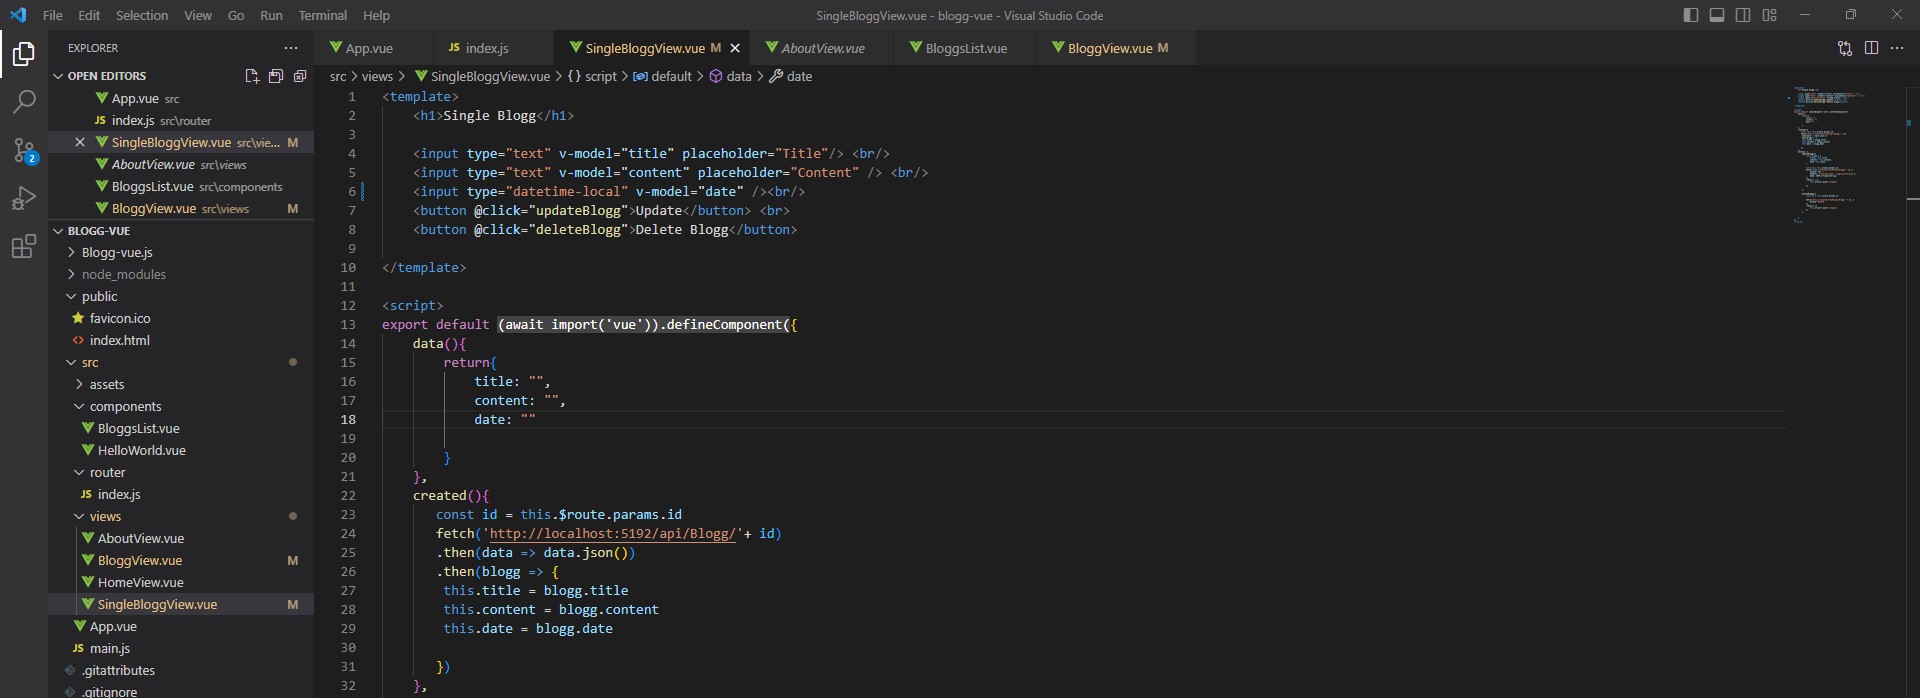 File Edit Selection View Go Run Terminal Help
SingleBloggView.vue - blogg-vue - Visual Studio Code
EXPLORER
OPEN EDITORS
App.vue src
index.js src\router
SingleBloggView.vue src\vie... M
AboutView.vue src\views
BloggsList.vue src\components
BloggView.vue src\views M
2
BLOGG-VUE
Blogg-vue.js
node_modules
public
favicon.ico
index.html
src
assets
components
BloggsList.vue
HelloWorld.vue
router
JS index.js
views
AboutView.vue
BloggView.vue M
HomeView.vue
SingleBloggView.vue M
App.vue
JS main.js
.gitattributes
.gitignore
App.vue JS index.js SingleBloggView.vue M AboutView.vue BloggsList.vue BloggView.vue M
src > views > SingleBloggView.vue > {} script > default > data > date
1 <template>
2 <h1>Single Blogg</h1>
3
4 <input type="text" v-model="title" placeholder="Title"/> <br/>
5 <input type="text" v-model="content" placeholder="Content" /> <br/>
6 <input type="datetime-local" v-model="date" /><br/>
7 <button @click="updateBlogg">Update</button> <br>
8 <button @click="deleteBlogg">Delete Blogg</button>
9
10 </template>
11
12 <script>
13 export default (await import('vue')).defineComponent({
14 data(){
15 return{
16 title: "",
17 content: "",
18 date: ""
19
20 }
21 },
22 created(){
23 const id = this.$route.params.id
24 fetch('http://localhost:5192/api/Blogg/'+ id)
25 .then(data => data.json())
26 .then(blogg => {
27 this.title = blogg.title
28 this.content = blogg.content
29 this.date = blogg.date
30
31 })
32 },